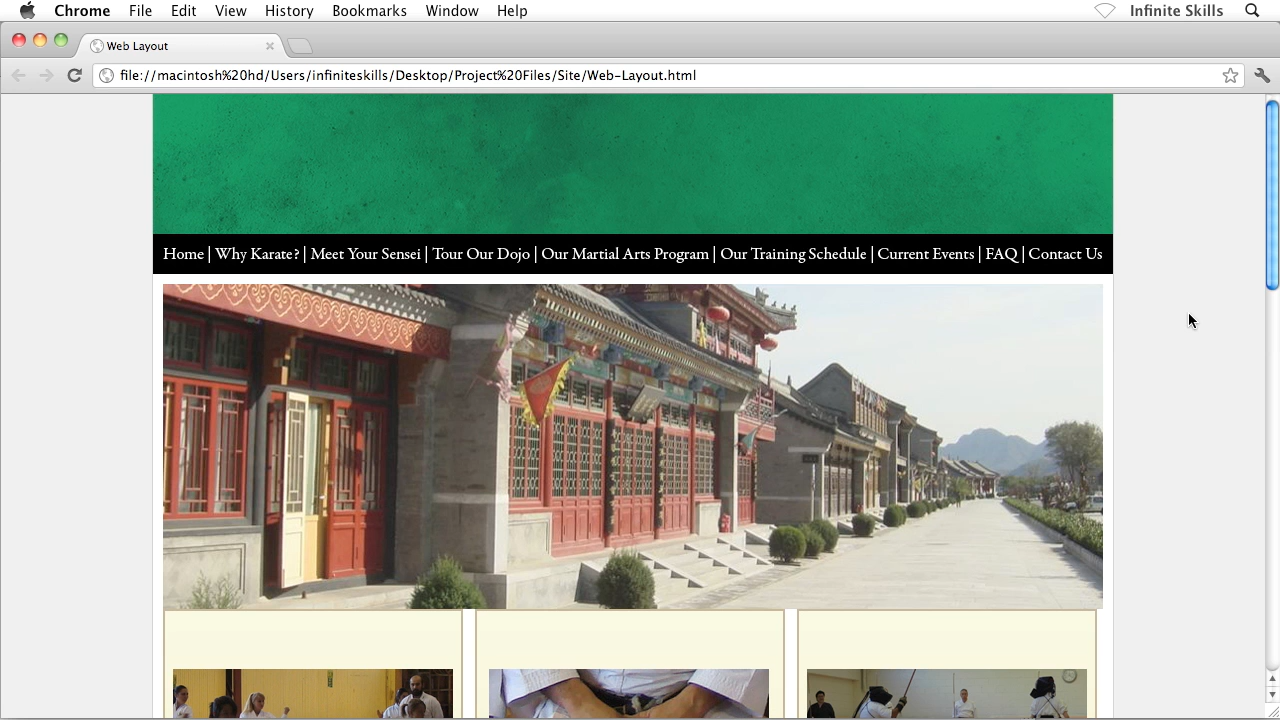 Chrome File Edit View History Bookmarks Window Help Infinite Skills
Web Layout
file://macintosh%20hd/Users/infiniteskills/Desktop/Project%20Files/Site/Web-Layout.html
Home | Why Karate? | Meet Your Sensei | Tour Our Dojo | Our Martial Arts Program | Our Training Schedule | Current Events | FAQ | Contact Us